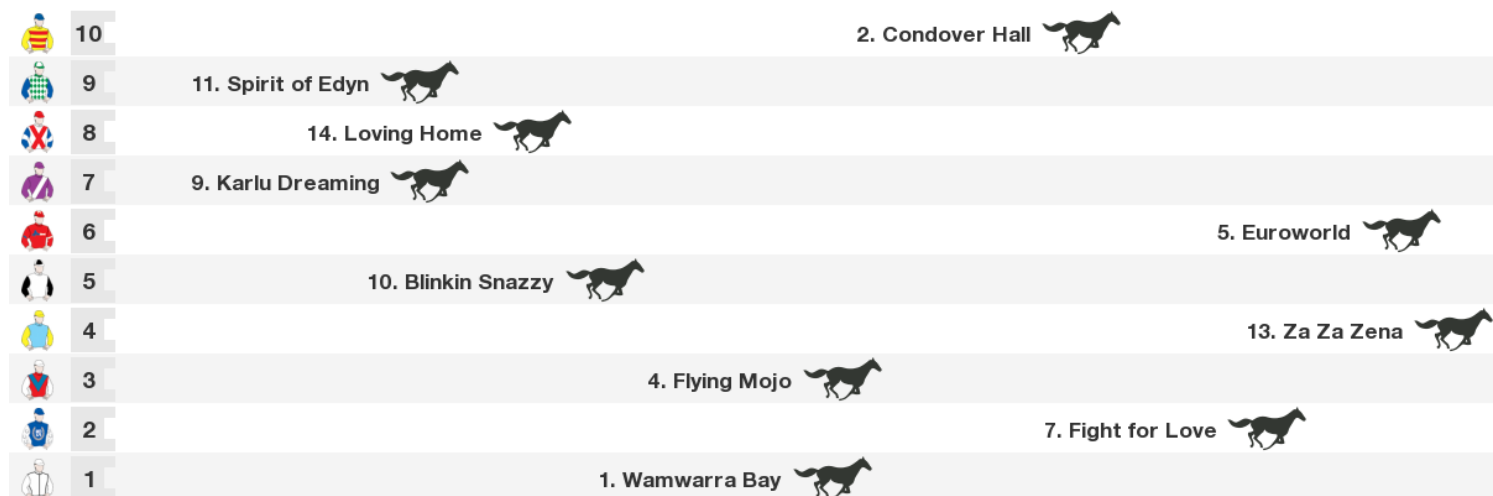 10 2. Condover Hall
9 11. Spirit of Edyn
8 14. Loving Home
7 9. Karlu Dreaming
6 5. Euroworld
5 10. Blinkin Snazzy
4 13. Za Za Zena
3 4. Flying Mojo
2 7. Fight for Love
1 1. Wamwarra Bay